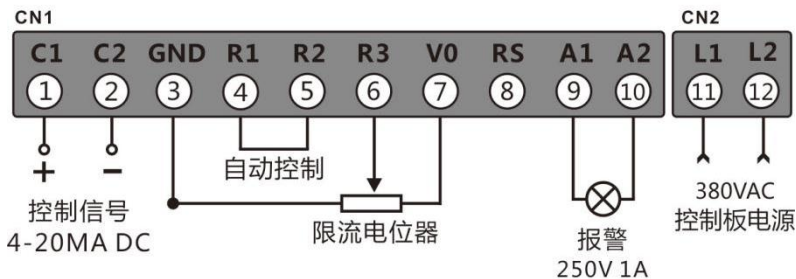 CN1 CN2
C1 C2 GND R1 R2 R3 V0 RS A1 A2 L1 L2
1 2 3 4 5 6 7 8 9 10 11 12
+ −
自动控制
控制信号
4-20MA DC
限流电位器
报警
250V 1A
380VAC
控制板电源